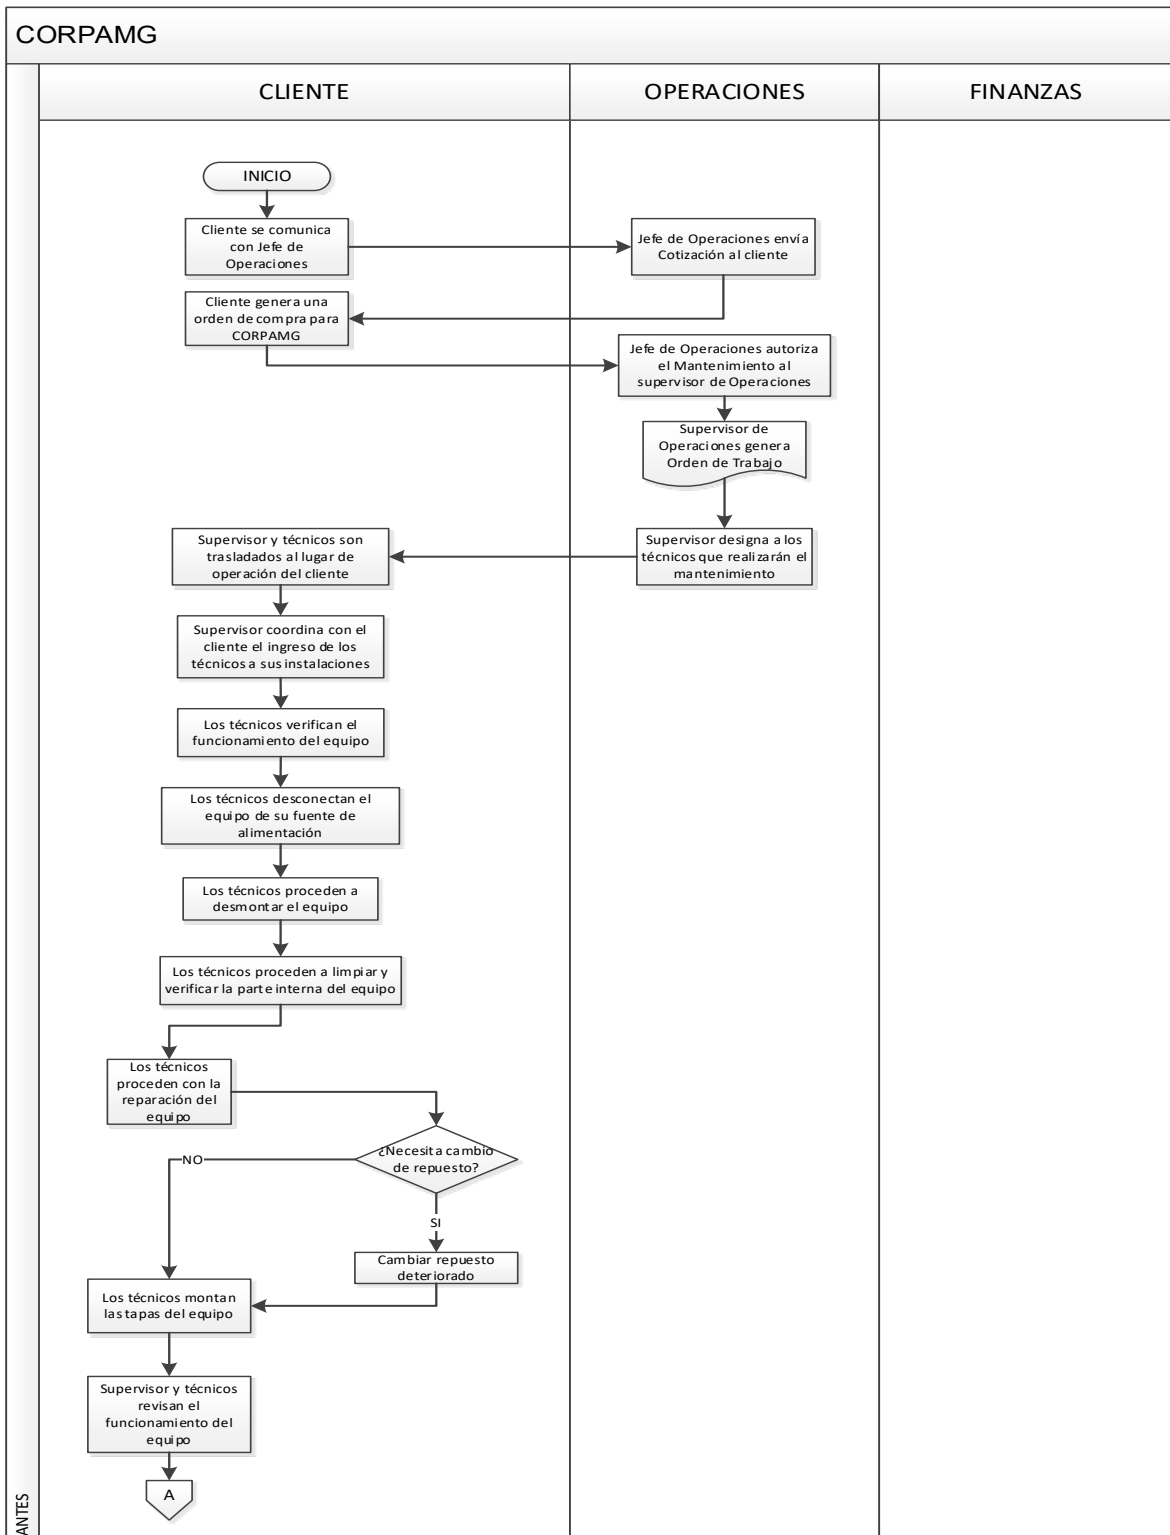 CORPAMG
CLIENTE
OPERACIONES
FINANZAS
INICIO
Cliente se comunica
con Jefe de
Operaciones
Jefe de Operaciones envía
Cotización al cliente
Cliente genera una
orden de compra para
CORPAMG
Jefe de Operaciones autoriza
el Mantenimiento al
supervisor de Operaciones
Supervisor de
Operaciones genera
Orden de Trabajo
Supervisor designa a los
técnicos que realizarán el
mantenimiento
Supervisor y técnicos son
trasladados al lugar de
operación del cliente
Supervisor coordina con el
cliente el ingreso de los
técnicos a sus instalaciones
Los técnicos verifican el
funcionamiento del equipo
Los técnicos desconectan el
equipo de su fuente de
alimentación
Los técnicos proceden a
desmontar el equipo
Los técnicos proceden a limpiar y
verificar la parte interna del equipo
Los técnicos
proceden con la
reparación del
equipo
¿Necesita cambio
de repuesto?
NO
SI
Cambiar repuesto
deteriorado
Los técnicos montan
las tapas del equipo
Supervisor y técnicos
revisan el
funcionamiento del
equipo
A
ANTES